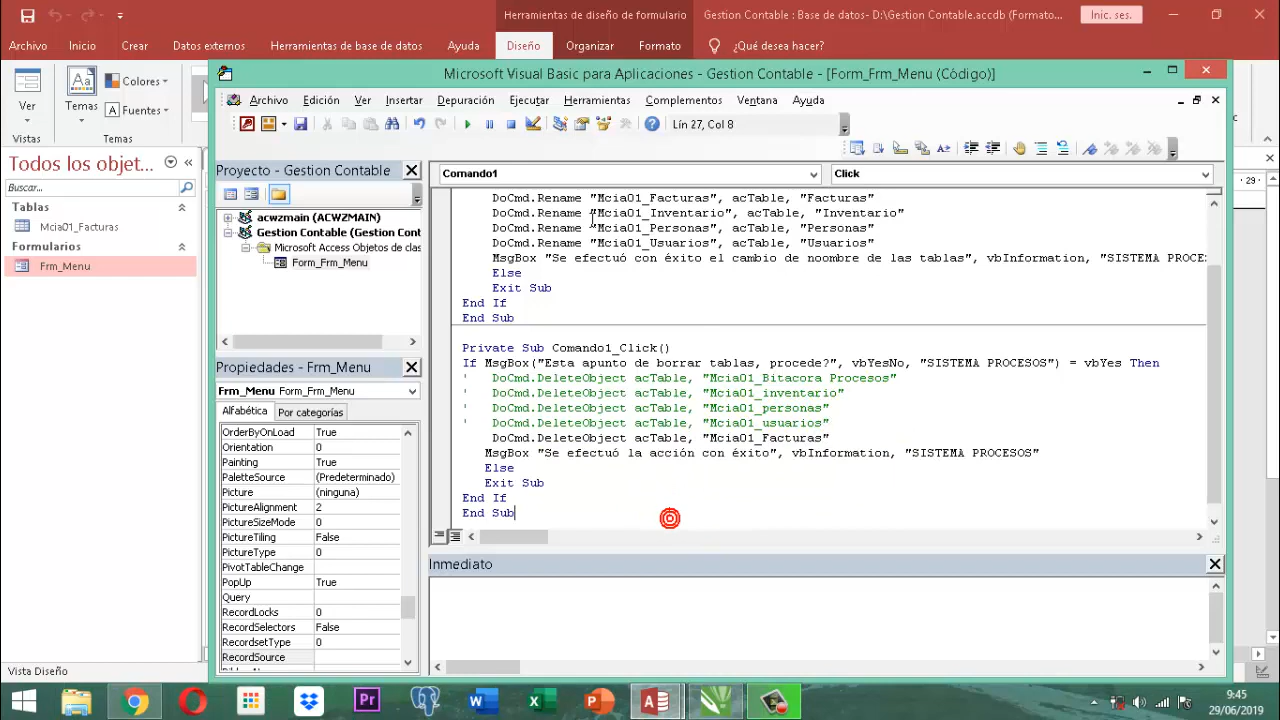 Herramientas de diseño de formulario
Gestion Contable : Base de datos- D:\Gestion Contable.accdb (Formato...
Inic. ses.
Archivo Inicio Crear Datos externos Herramientas de base de datos Ayuda Diseño Organizar Formato ¿Qué desea hacer?
Ver
Vistas
Aa
Temas
Colores
Fuentes
Temas
Todos los objet...
Buscar...
Tablas
Mcia01_Facturas
Formularios
Frm_Menu
Microsoft Visual Basic para Aplicaciones - Gestion Contable - [Form_Frm_Menu (Código)]
Archivo Edición Ver Insertar Depuración Ejecutar Herramientas Complementos Ventana Ayuda
Lín 27, Col 8
Proyecto - Gestion Contable
acwzmain (ACWZMAIN)
Gestion Contable (Gestion Cont
Microsoft Access Objetos de clas
Form_Frm_Menu
Propiedades - Frm_Menu
Frm_Menu Form_Frm_Menu
Alfabética Por categorías
OrderByOnLoad True
Orientation 0
Painting True
PaletteSource (Predeterminado)
Picture (ninguna)
PictureAlignment 2
PictureSizeMode 0
PictureTiling False
PictureType 0
PivotTableChange
PopUp True
Query
RecordLocks 0
RecordSelectors False
RecordsetType 0
RecordSource
Comando1 Click
DoCmd.Rename "Mcia01_Facturas", acTable, "Facturas"
DoCmd.Rename "Mcia01_Inventario", acTable, "Inventario"
DoCmd.Rename "Mcia01_Personas", acTable, "Personas"
DoCmd.Rename "Mcia01_Usuarios", acTable, "Usuarios"
MsgBox "Se efectuó con éxito el cambio de noombre de las tablas", vbInformation, "SISTEMA PROCE
Else
Exit Sub
End If
End Sub
Private Sub Comando1_Click()
If MsgBox("Esta apunto de borrar tablas, procede?", vbYesNo, "SISTEMA PROCESOS") = vbYes Then
' DoCmd.DeleteObject acTable, "Mcia01_Bitacora Procesos"
' DoCmd.DeleteObject acTable, "Mcia01_inventario"
' DoCmd.DeleteObject acTable, "Mcia01_personas"
' DoCmd.DeleteObject acTable, "Mcia01_usuarios"
DoCmd.DeleteObject acTable, "Mcia01_Facturas"
MsgBox "Se efectuó la acción con éxito", vbInformation, "SISTEMA PROCESOS"
Else
Exit Sub
End If
End Sub
Inmediato
29
Vista Diseño
9:45
29/06/2019